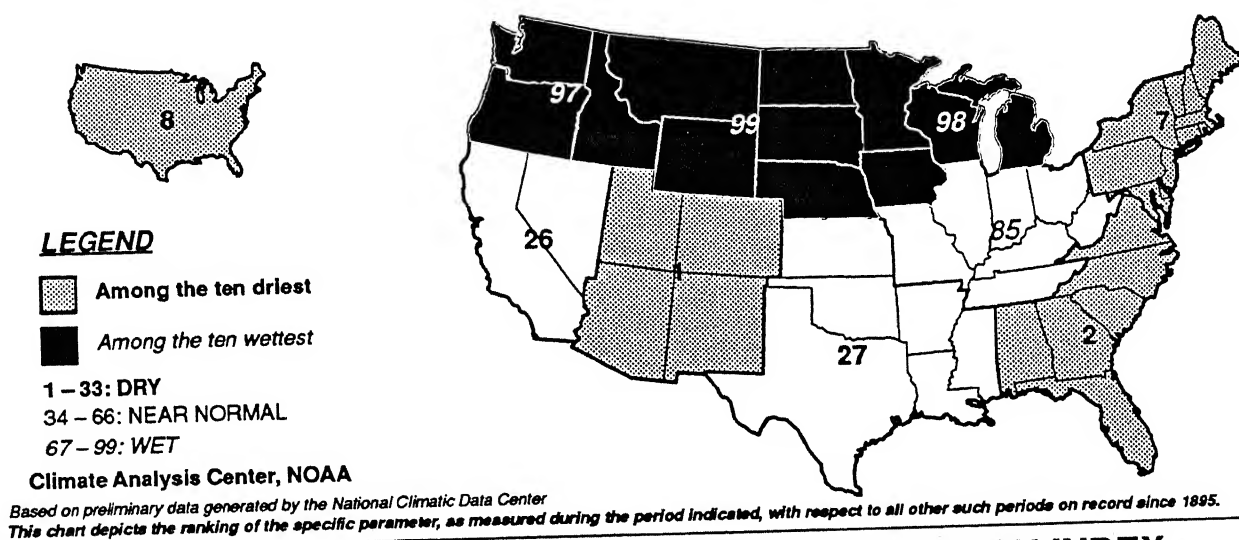 8
97
99
98
7
26
1
85
27
2
LEGEND
Among the ten driest
Among the ten wettest
1 – 33: DRY
34 – 66: NEAR NORMAL
67 – 99: WET
Climate Analysis Center, NOAA
Based on preliminary data generated by the National Climatic Data Center
This chart depicts the ranking of the specific parameter, as measured during the period indicated, with respect to all other such periods on record since 1895.